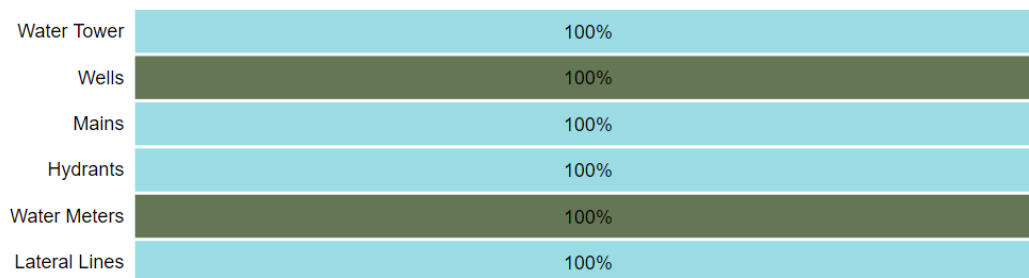 Water Tower 100%
Wells 100%
Mains 100%
Hydrants 100%
Water Meters 100%
Lateral Lines 100%